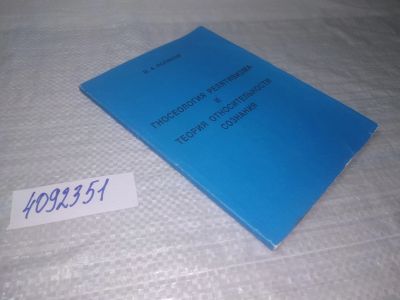 ГНОСЕОЛОГИЯ РЕЛЯТИВИЗМА
И
ТЕОРИЯ ОТНОСИТЕЛЬНОСТИ
СОЗНАНИЯ
4092351